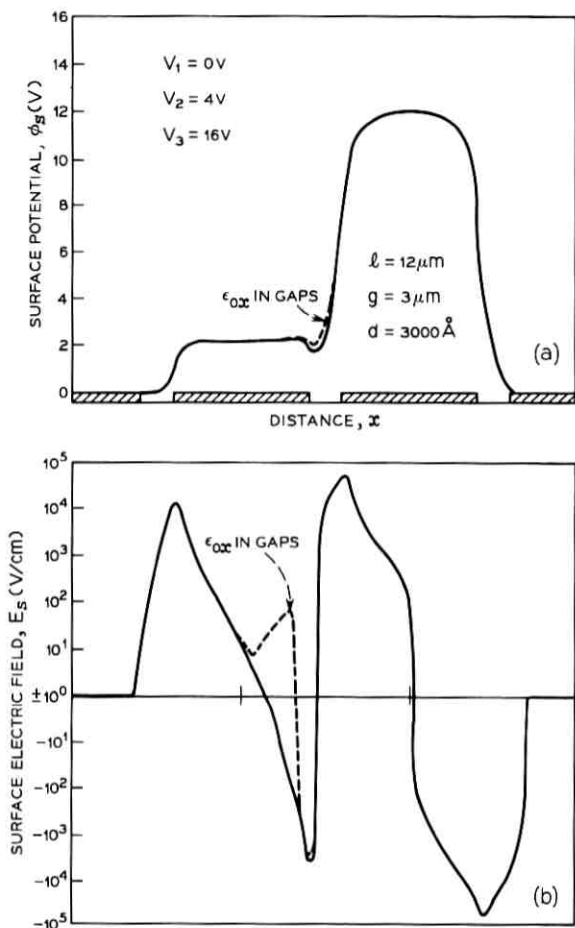 16
14
12
10
8
6
4
2
0
SURFACE POTENTIAL, ϕs(V)
V1 = 0V
V2 = 4V
V3 = 16V
ϵox IN GAPS
ℓ = 12μm
g = 3μm
d = 3000 Å
(a)
DISTANCE, x
10^5
10^4
10^3
10^2
10^1
±10^0
-10^1
-10^2
-10^3
-10^4
-10^5
SURFACE ELECTRIC FIELD, Es(V/cm)
ϵox IN GAPS
(b)